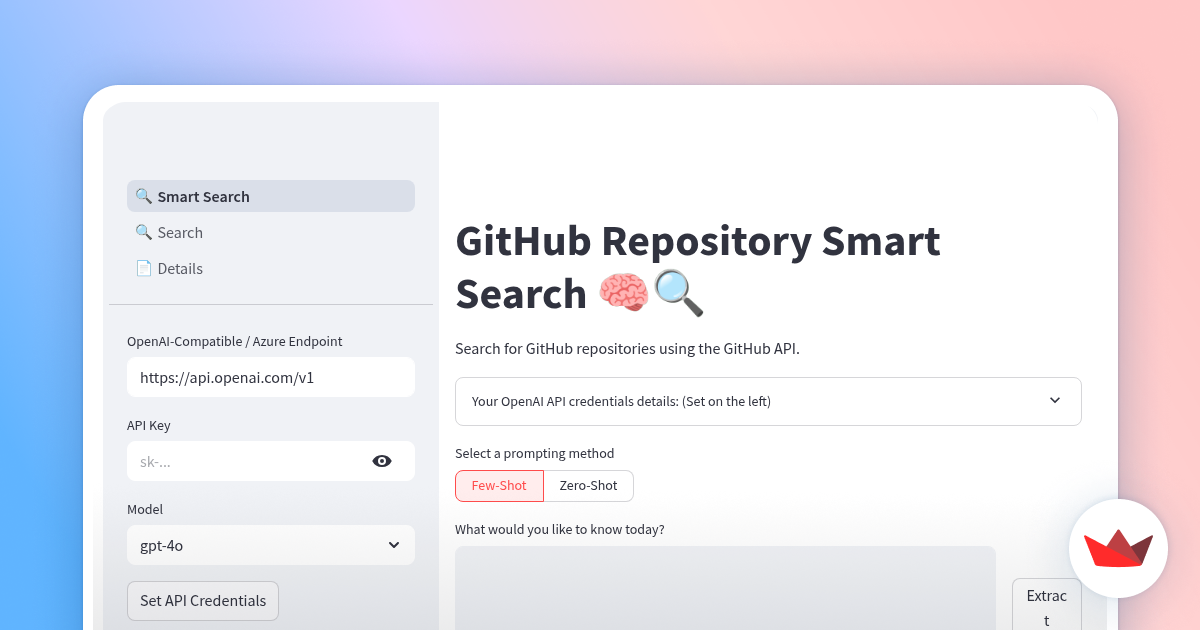 Smart Search
Search
Details
OpenAI-Compatible / Azure Endpoint
https://api.openai.com/v1
API Key
sk-...
Model
gpt-4o
Set API Credentials
GitHub Repository Smart
Search
Search for GitHub repositories using the GitHub API.
Your OpenAI API credentials details: (Set on the left)
Select a prompting method
Few-Shot
Zero-Shot
What would you like to know today?
Extrac
t